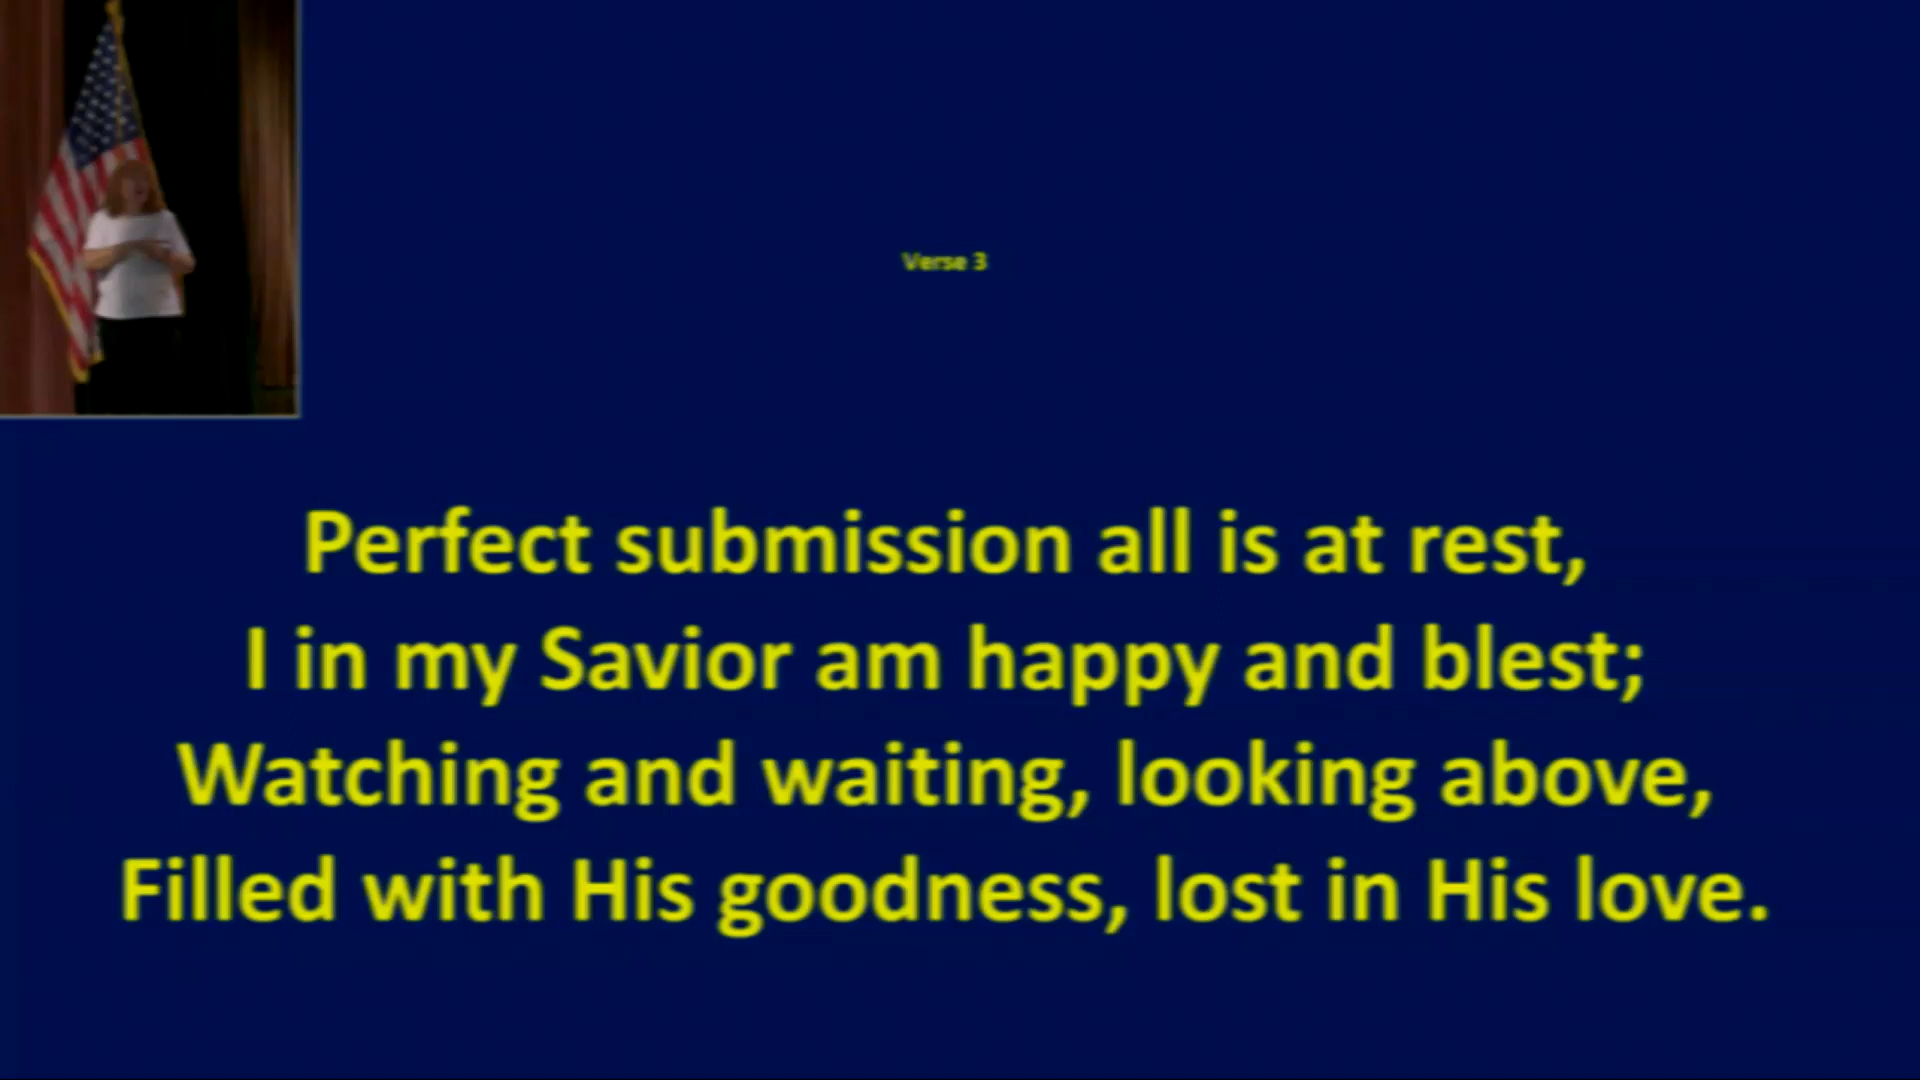 Verse 3
Perfect submission all is at rest,
I in my Savior am happy and blest;
Watching and waiting, looking above,
Filled with His goodness, lost in His love.